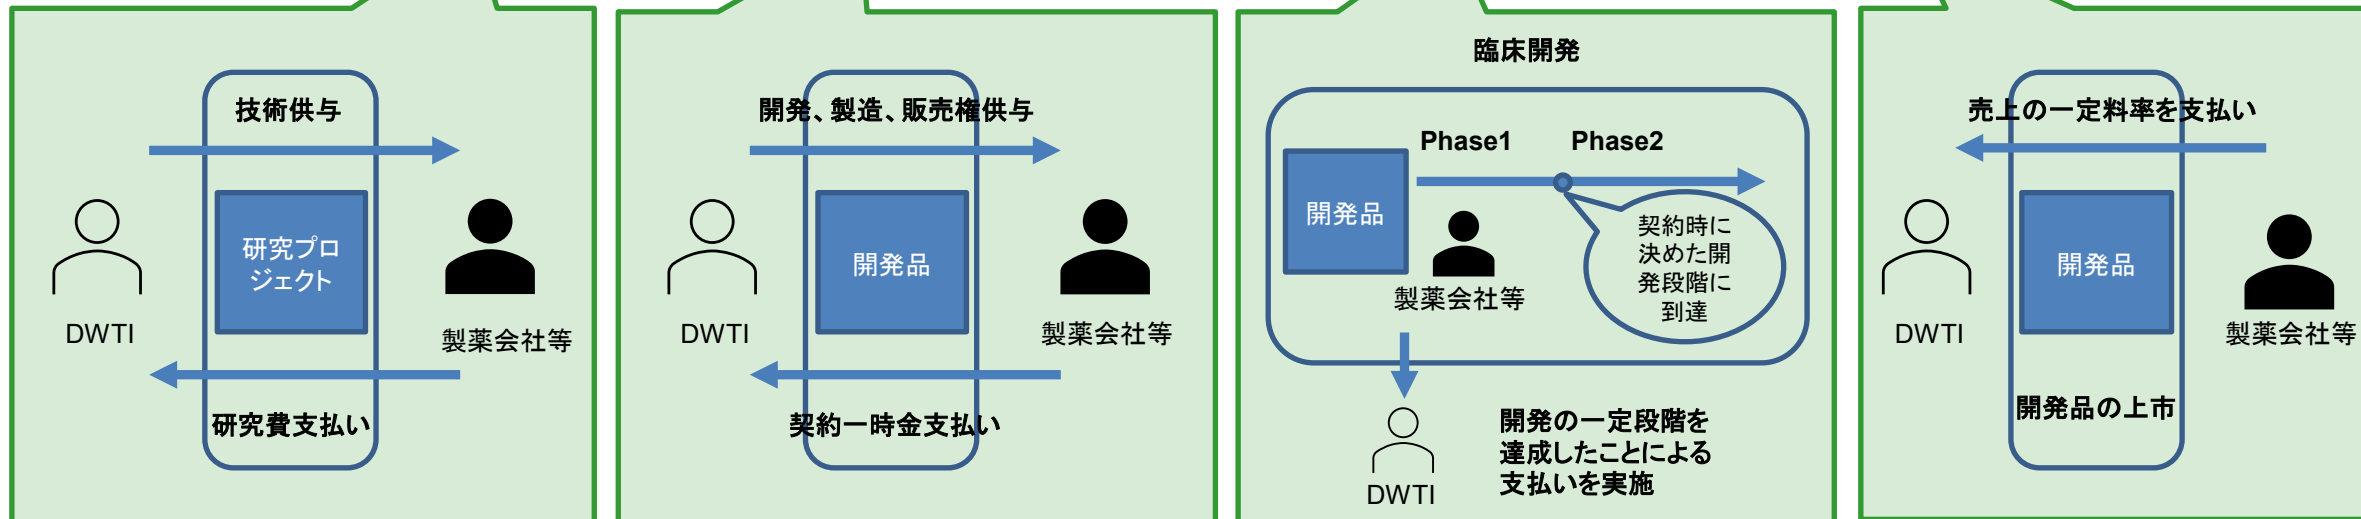 技術供与
研究プロ
ジェクト
DWTI
製薬会社等
研究費支払い
開発、製造、販売権供与
開発品
DWTI
製薬会社等
契約一時金支払い
臨床開発
Phase1
Phase2
開発品
契約時に
決めた開
発段階に
到達
製薬会社等
DWTI
開発の一定段階を
達成したことによる
支払いを実施
売上の一定料率を支払い
開発品
DWTI
製薬会社等
開発品の上市